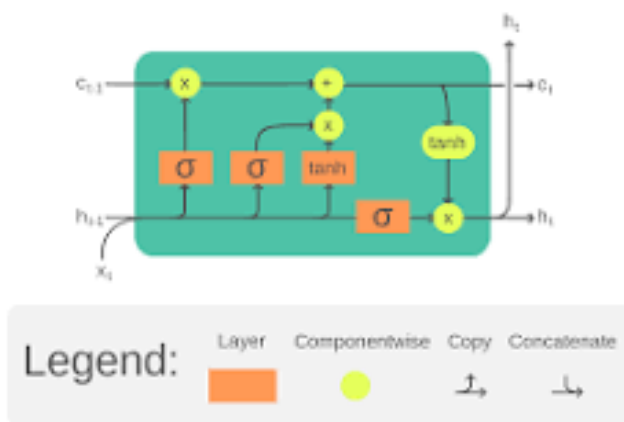 hₜ
cₜ₋₁ x + cₜ
x
tanh
σ σ tanh
hₜ₋₁ σ x hₜ
xₜ
Legend:
Layer Componentwise Copy Concatenate